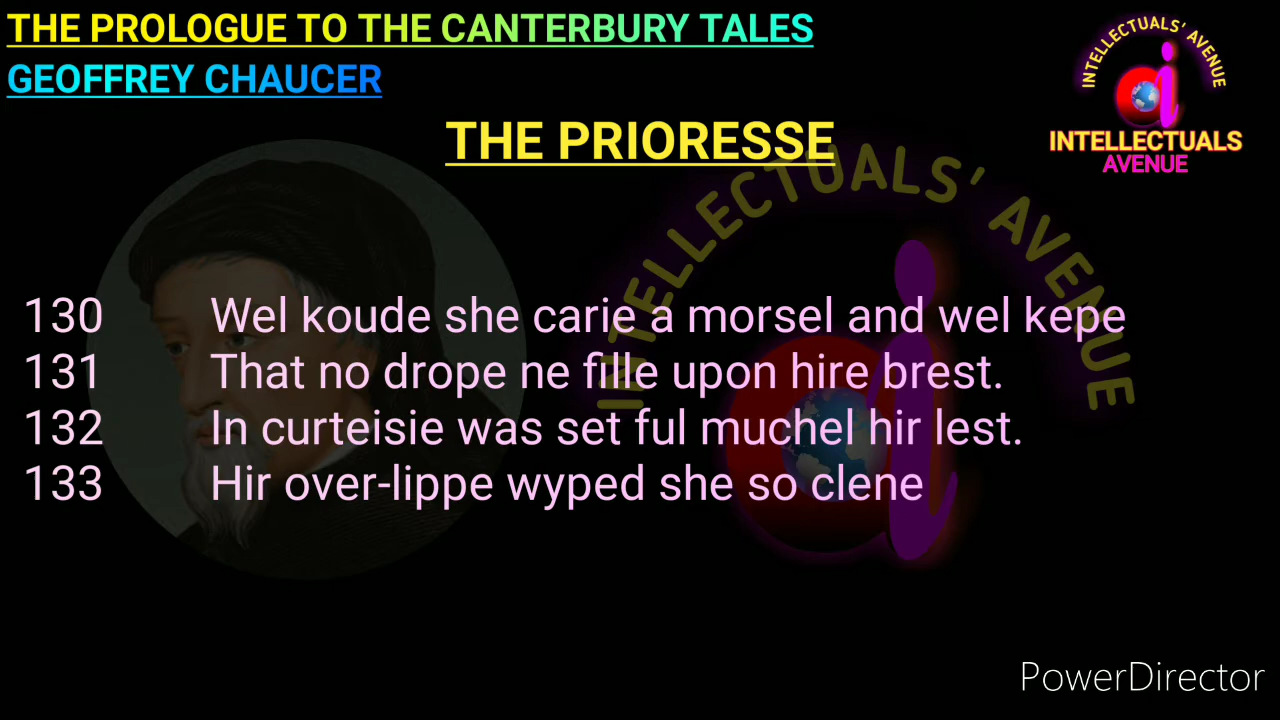 THE PROLOGUE TO THE CANTERBURY TALES
GEOFFREY CHAUCER
INTELLECTUALS' AVENUE
INTELLECTUALS
AVENUE
THE PRIORESSE
INTELLECTUALS' AVENUE
130 Wel koude she carie a morsel and wel kepe
131 That no drope ne fille upon hire brest.
132 In curteisie was set ful muchel hir lest.
133 Hir over-lippe wyped she so clene
PowerDirector